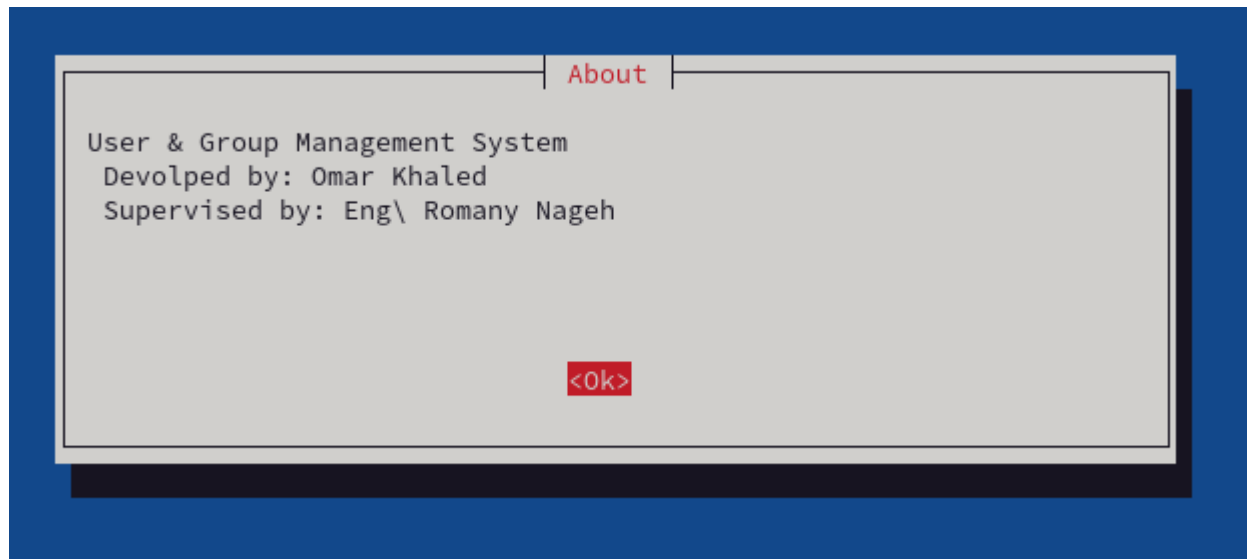 About
User & Group Management System
Devolped by: Omar Khaled
Supervised by: Eng\ Romany Nageh
<Ok>